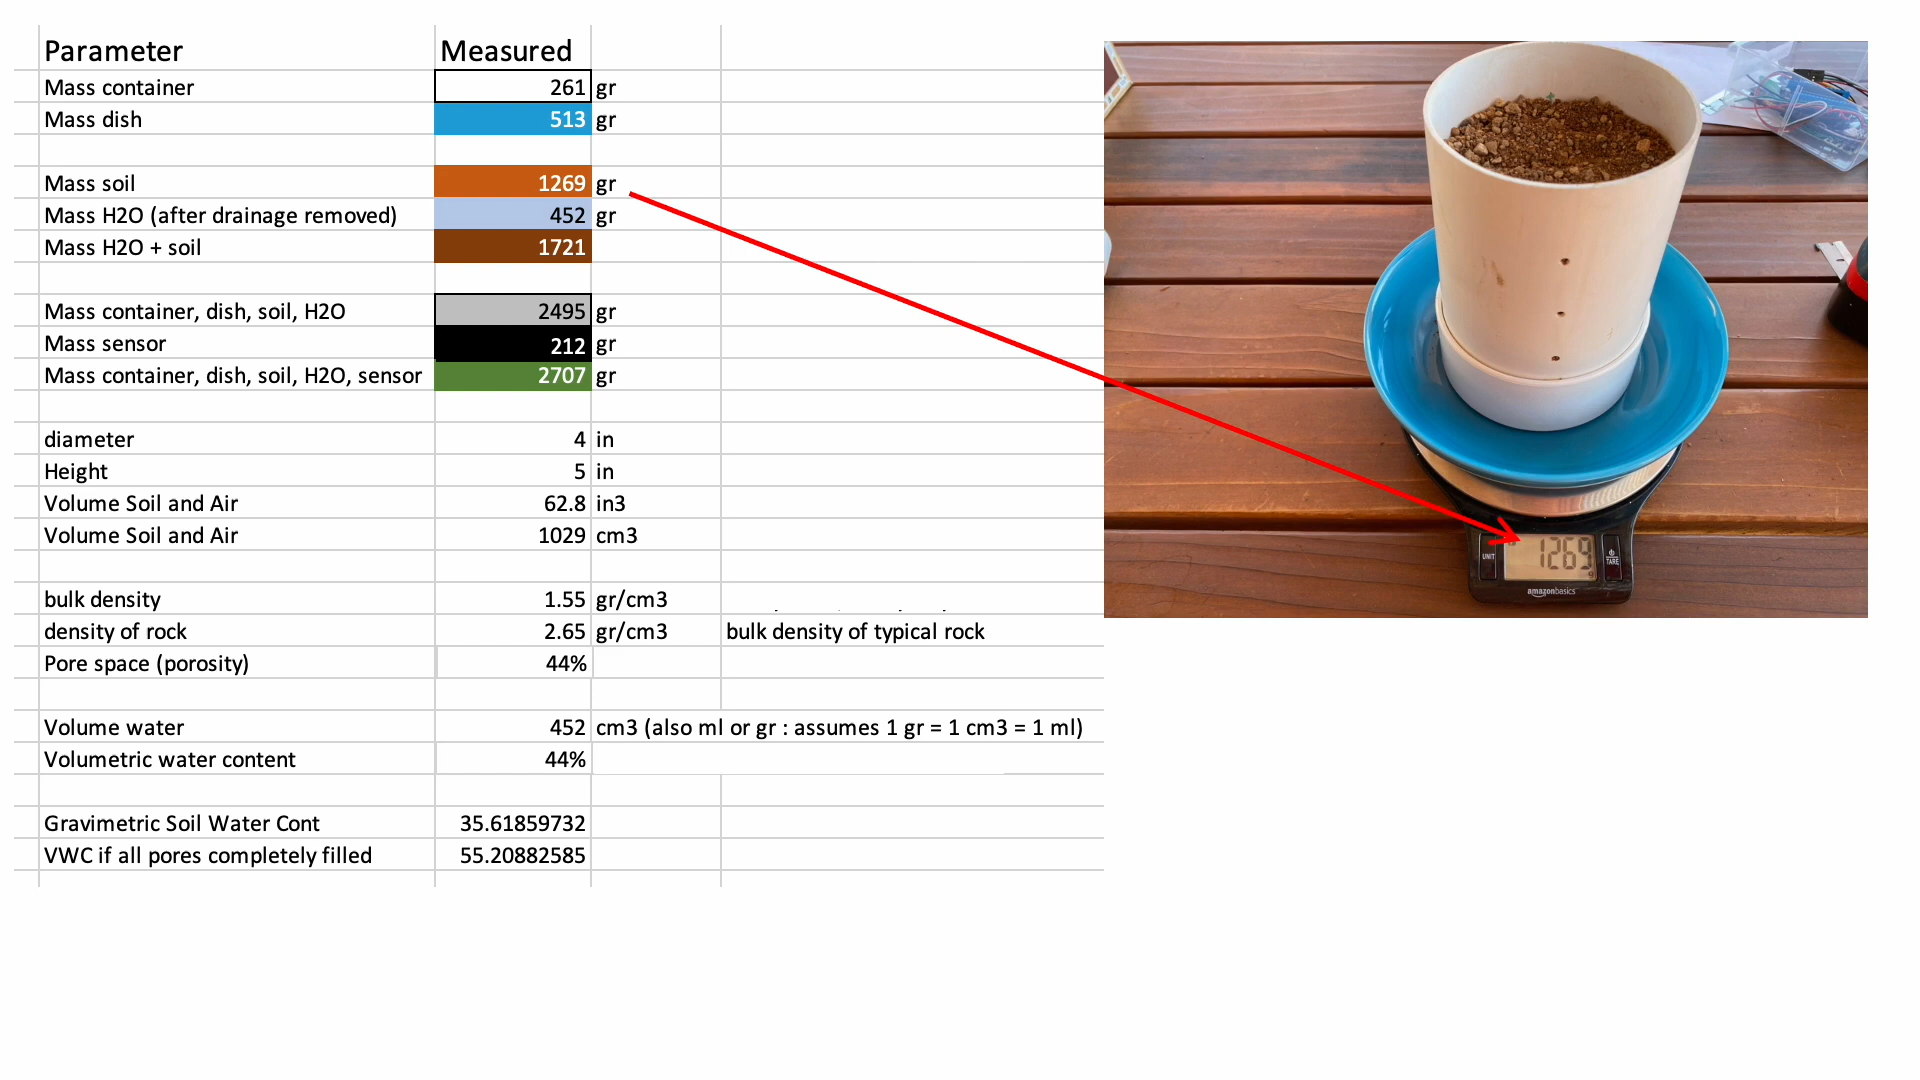 Parameter Measured
Mass container 261 gr
Mass dish 513 gr
Mass soil 1269 gr
Mass H2O (after drainage removed) 452 gr
Mass H2O + soil 1721
Mass container, dish, soil, H2O 2495 gr
Mass sensor 212 gr
Mass container, dish, soil, H2O, sensor 2707 gr
diameter 4 in
Height 5 in
Volume Soil and Air 62.8 in3
Volume Soil and Air 1029 cm3
bulk density 1.55 gr/cm3
density of rock 2.65 gr/cm3 bulk density of typical rock
Pore space (porosity) 44%
Volume water 452 cm3 (also ml or gr : assumes 1 gr = 1 cm3 = 1 ml)
Volumetric water content 44%
Gravimetric Soil Water Cont 35.61859732
VWC if all pores completely filled 55.20882585
UNIT 1269 g TARE
amazonbasics